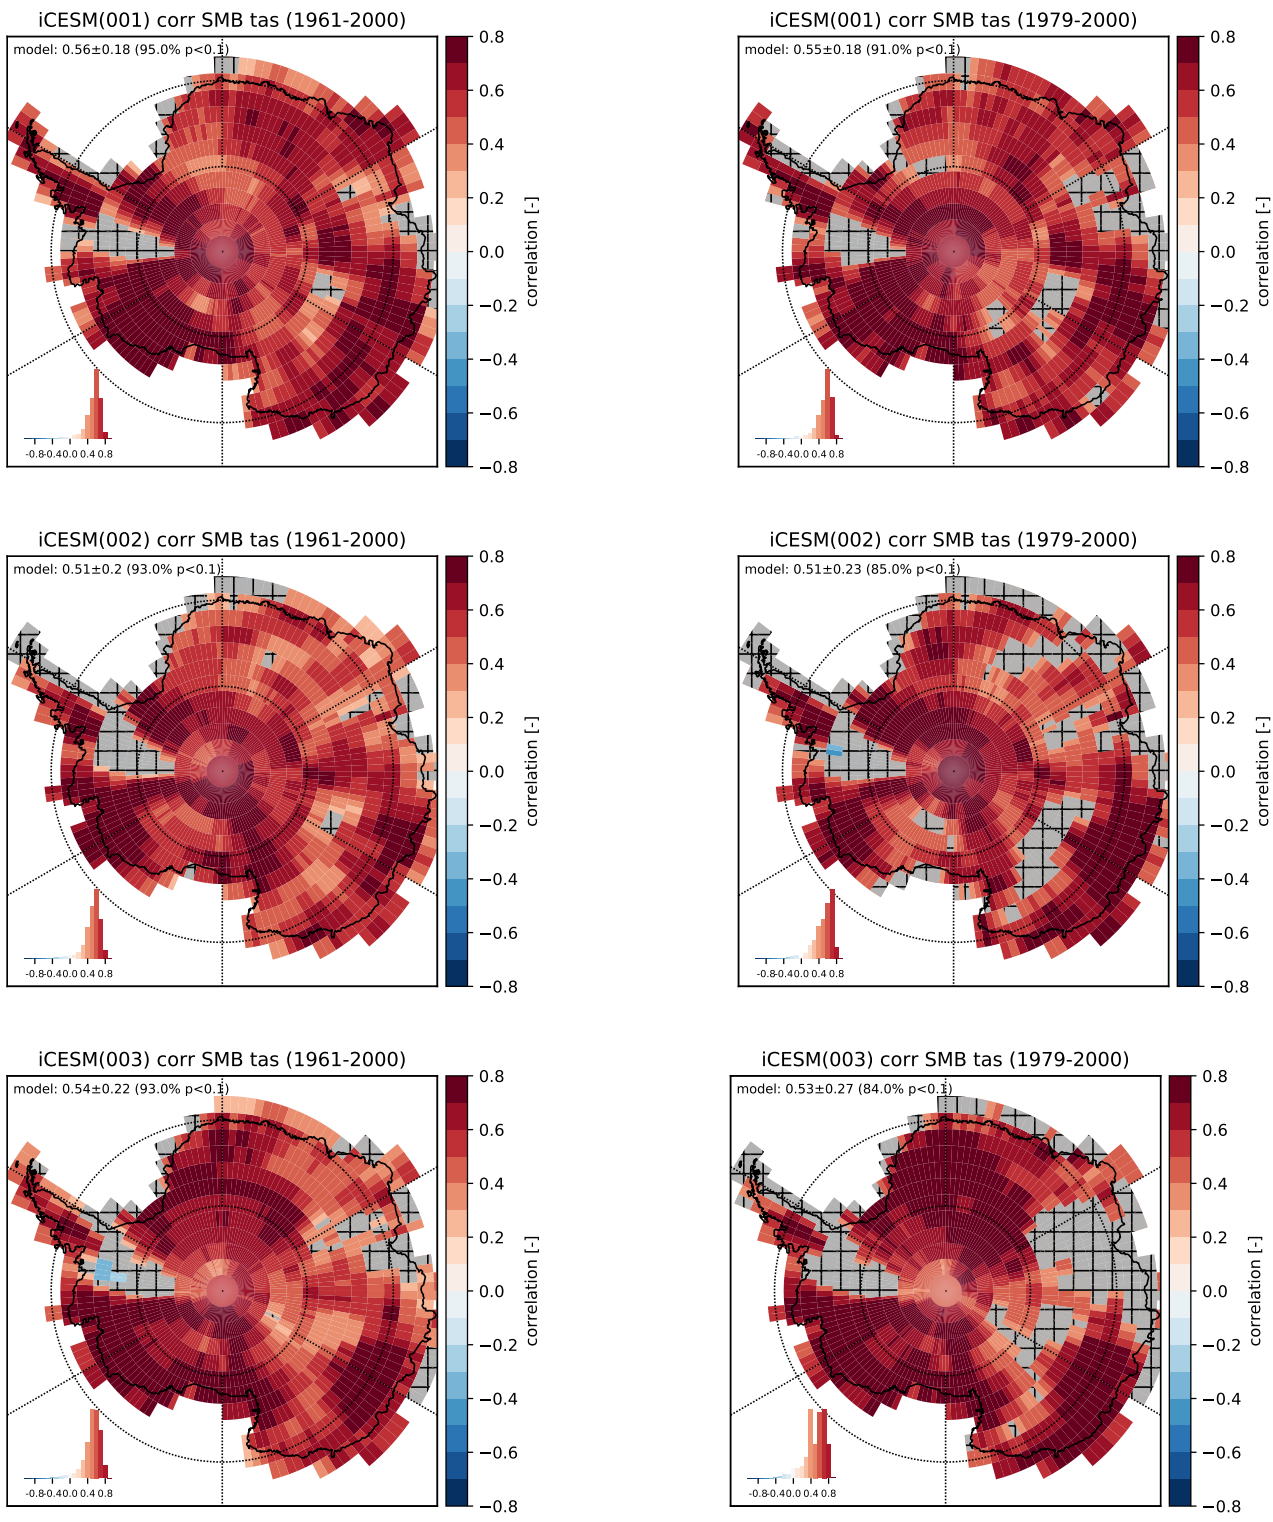 iCESM(001) corr SMB tas (1961-2000)
model: 0.56±0.18 (95.0% p<0.1)
0.8
0.6
0.4
0.2
0.0
−0.2
−0.4
−0.6
−0.8
correlation [-]
-0.8-0.40.0 0.4 0.8
iCESM(001) corr SMB tas (1979-2000)
model: 0.55±0.18 (91.0% p<0.1)
0.8
0.6
0.4
0.2
0.0
−0.2
−0.4
−0.6
−0.8
correlation [-]
-0.8-0.40.0 0.4 0.8
iCESM(002) corr SMB tas (1961-2000)
model: 0.51±0.2 (93.0% p<0.1)
0.8
0.6
0.4
0.2
0.0
−0.2
−0.4
−0.6
−0.8
correlation [-]
-0.8-0.40.0 0.4 0.8
iCESM(002) corr SMB tas (1979-2000)
model: 0.51±0.23 (85.0% p<0.1)
0.8
0.6
0.4
0.2
0.0
−0.2
−0.4
−0.6
−0.8
correlation [-]
-0.8-0.40.0 0.4 0.8
iCESM(003) corr SMB tas (1961-2000)
model: 0.54±0.22 (93.0% p<0.1)
0.8
0.6
0.4
0.2
0.0
−0.2
−0.4
−0.6
−0.8
correlation [-]
-0.8-0.40.0 0.4 0.8
iCESM(003) corr SMB tas (1979-2000)
model: 0.53±0.27 (84.0% p<0.1)
0.8
0.6
0.4
0.2
0.0
−0.2
−0.4
−0.6
−0.8
correlation [-]
-0.8-0.40.0 0.4 0.8